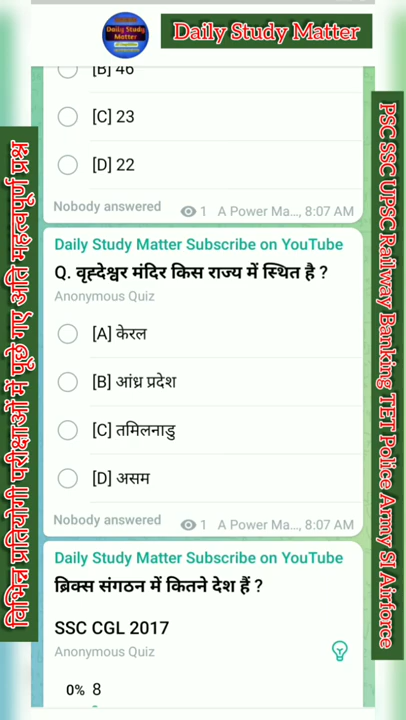 Daily Study Matter
Daily Study Matter
[B] 46
[C] 23
[D] 22
Nobody answered 1 A Power Ma..., 8:07 AM
Daily Study Matter Subscribe on YouTube
Q. वृह्देश्वर मंदिर किस राज्य में स्थित है ?
Anonymous Quiz
[A] केरल
[B] आंध्र प्रदेश
[C] तमिलनाडु
[D] असम
Nobody answered 1 A Power Ma..., 8:07 AM
Daily Study Matter Subscribe on YouTube
ब्रिक्स संगठन में कितने देश हैं ?
SSC CGL 2017
Anonymous Quiz
0% 8
विभिन्न प्रतियोगी परीक्षाओं में पूछे गए अति महत्वपूर्ण प्रश्न
PSC SSC UPSC Railway Banking TET Police Army SI Airforce